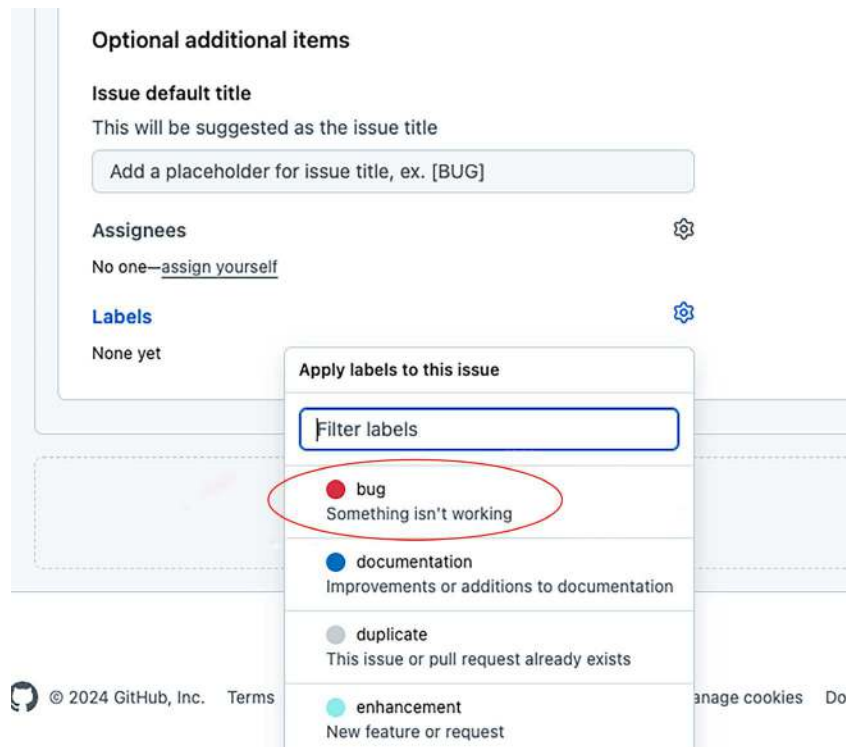 Optional additional items
Issue default title
This will be suggested as the issue title
Add a placeholder for issue title, ex. [BUG]
Assignees
No one—assign yourself
Labels
None yet
Apply labels to this issue
Filter labels
bug
Something isn't working
documentation
Improvements or additions to documentation
duplicate
This issue or pull request already exists
enhancement
New feature or request
© 2024 GitHub, Inc. Terms anage cookies Do